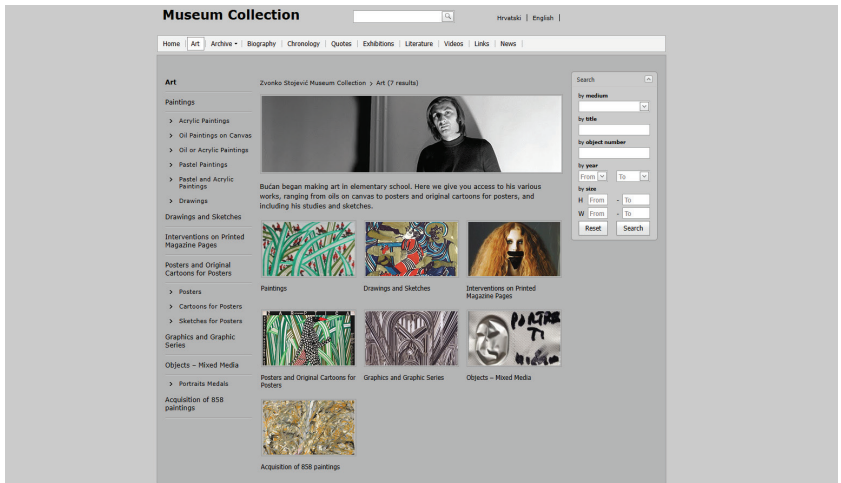 Museum Collection
Hrvatski | English |
Home | Art | Archive | Biography | Chronology | Quotes | Exhibitions | Literature | Videos | Links | News |
Art
Paintings
› Acrylic Paintings
› Oil Paintings on Canvas
› Oil or Acrylic Paintings
› Pastel Paintings
› Pastel and Acrylic
Paintings
› Drawings
Drawings and Sketches
Interventions on Printed
Magazine Pages
Posters and Original
Cartoons for Posters
› Posters
› Cartoons for Posters
› Sketches for Posters
Graphics and Graphic
Series
Objects – Mixed Media
› Portraits Medals
Acquisition of 858
paintings
Zvonko Stojević Museum Collection › Art (7 results)
Bućan began making art in elementary school. Here we give you access to his various
works, ranging from oils on canvas to posters and original cartoons for posters, and
including his studies and sketches.
Paintings
Drawings and Sketches
Interventions on Printed
Magazine Pages
Posters and Original Cartoons for
Posters
Graphics and Graphic Series
PORTRE
TI
Objects – Mixed Media
Acquisition of 858 paintings
Search
by medium
by title
by object number
by year
From To
by size
H From - To
W From - To
Reset Search